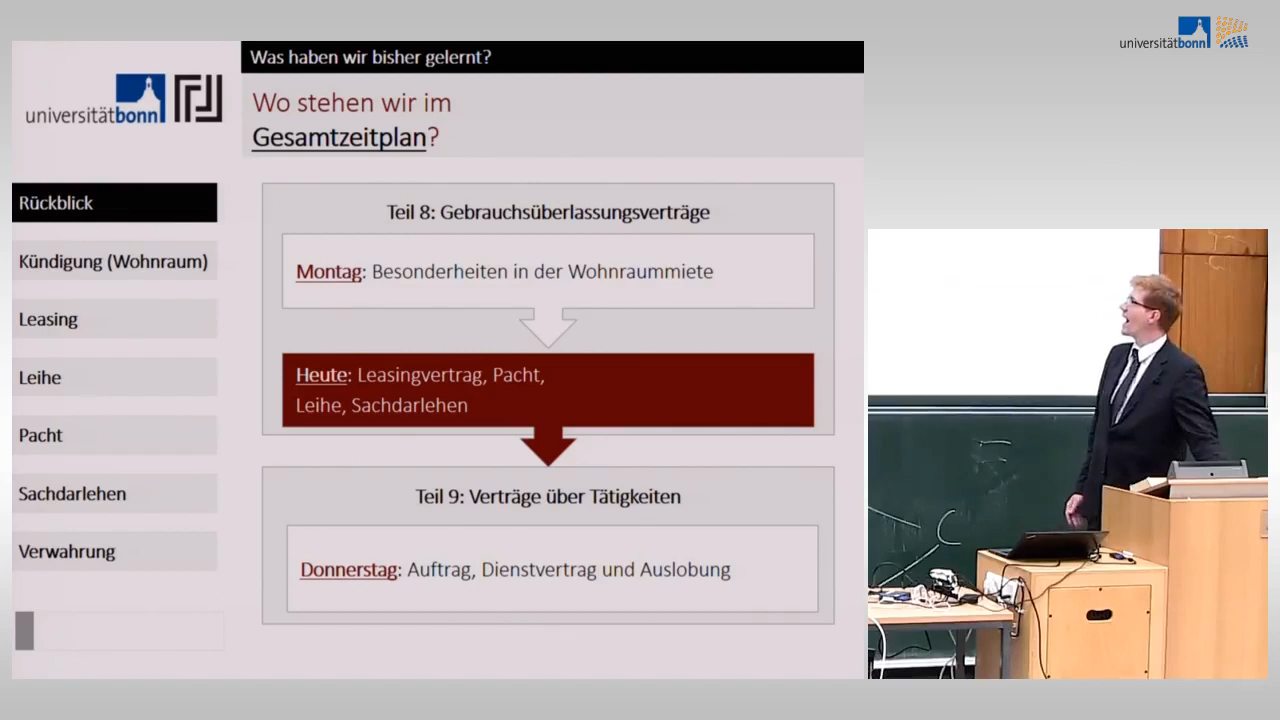 universitätbonn
Was haben wir bisher gelernt?
universitätbonn
Wo stehen wir im
Gesamtzeitplan?
Rückblick
Kündigung (Wohnraum)
Leasing
Leihe
Pacht
Sachdarlehen
Verwahrung
Teil 8: Gebrauchsüberlassungsverträge
Montag: Besonderheiten in der Wohnraummiete
Heute: Leasingvertrag, Pacht,
Leihe, Sachdarlehen
Teil 9: Verträge über Tätigkeiten
Donnerstag: Auftrag, Dienstvertrag und Auslobung